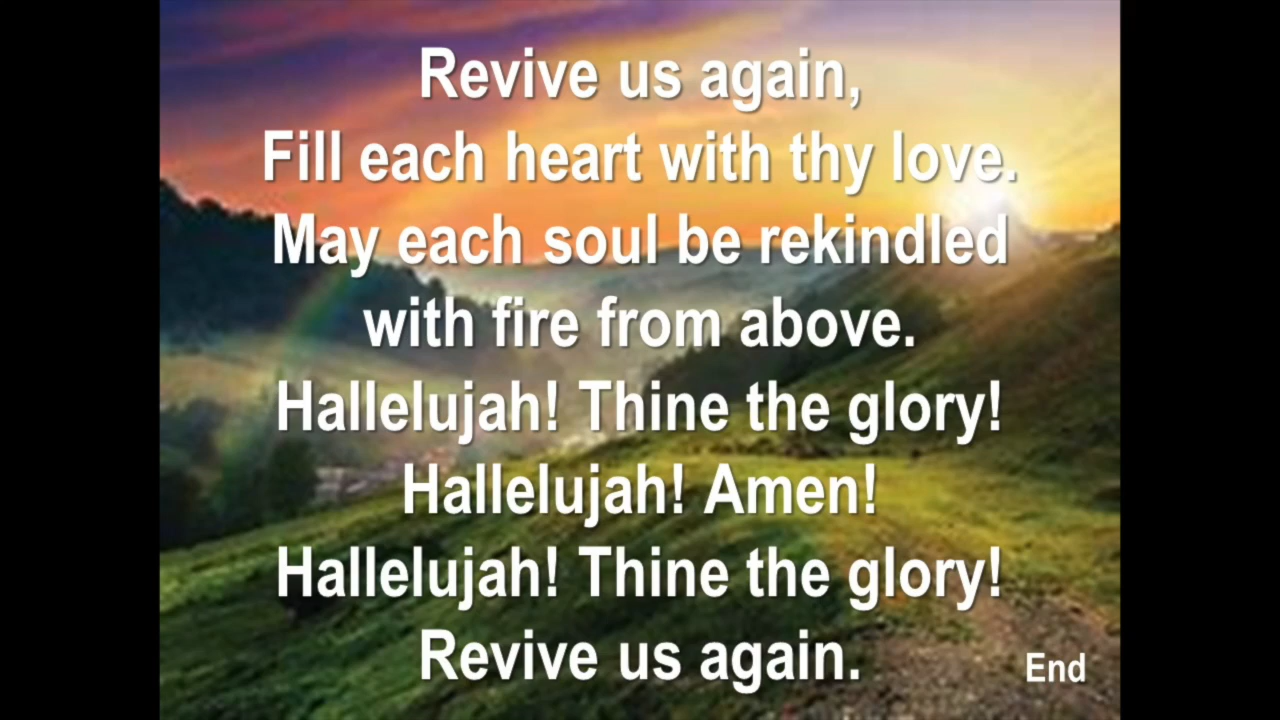 Revive us again,
Fill each heart with thy love.
May each soul be rekindled
with fire from above.
Hallelujah! Thine the glory!
Hallelujah! Amen!
Hallelujah! Thine the glory!
Revive us again.
End